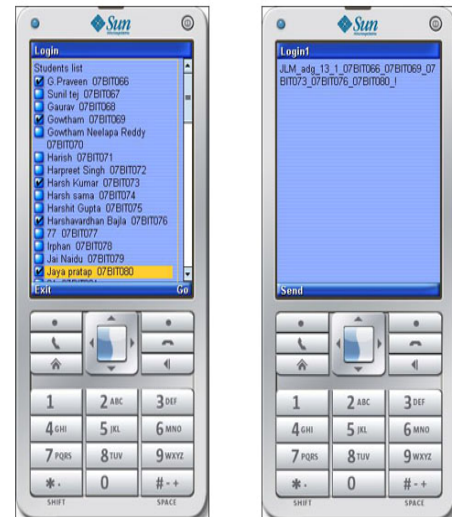 Sun
Login
Students list
G Praveen 07BIT066
Sunil tej 07BIT067
Gaurav 07BIT068
Gowtham 07BIT069
Gowtham Neelapa Reddy
07BIT070
Harish 07BIT071
Harpreet Singh 07BIT072
Harsh Kumar 07BIT073
Harsh sama 07BIT074
Harshit Gupta 07BIT075
Harshavardhan Bajla 07BIT076
77 07BIT077
Irphan 07BIT078
Jai Naidu 07BIT079
Jaya pratap 07BIT080
Exit Go
1 2 ABC 3 DEF
4 GHI 5 JKL 6 MNO
7 PQRS 8 TUV 9 WXYZ
* . 0 # - +
SHIFT SPACE
Sun
Login1
JLM_adg_13_1_07BIT066_07BIT069_07
BIT073_07BIT076_07BIT080_l
Send
1 2 ABC 3 DEF
4 GHI 5 JKL 6 MNO
7 PQRS 8 TUV 9 WXYZ
* . 0 # - +
SHIFT SPACE